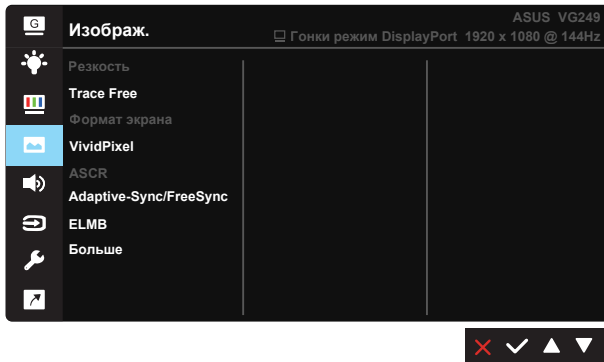 G
Изображ.
ASUS VG249
Гонки режим DisplayPort 1920 x 1080 @ 144Hz
Резкость
Trace Free
Формат экрана
VividPixel
ASCR
Adaptive-Sync/FreeSync
ELMB
Больше